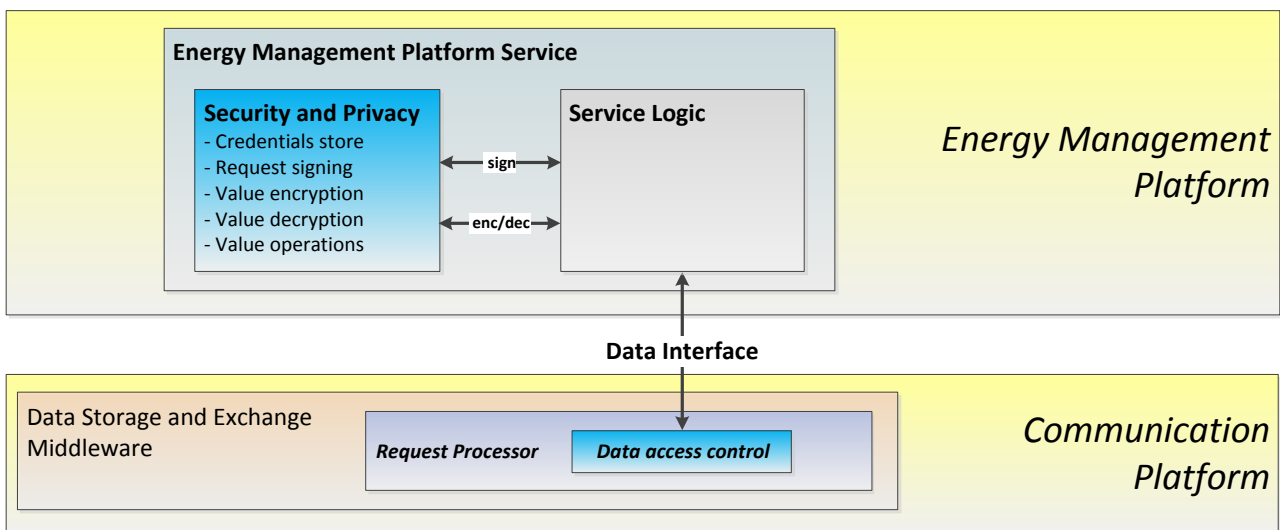 Energy Management Platform Service
Security and Privacy
- Credentials store
- Request signing
- Value encryption
- Value decryption
- Value operations
sign
enc/dec
Service Logic
Energy Management
Platform
Data Interface
Data Storage and Exchange
Middleware
Request Processor
Data access control
Communication
Platform